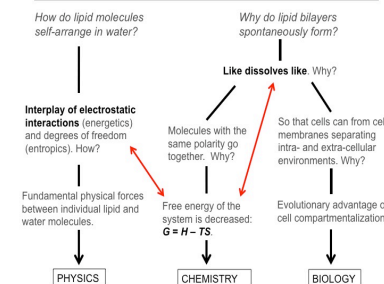 How do lipid molecules
self-arrange in water?
Why do lipid bilayers
spontaneously form?
Like dissolves like. Why?
Interplay of electrostatic
interactions (energetics)
and degrees of freedom
(entropics). How?
Molecules with the
same polarity go
together. Why?
So that cells can from cel
membranes separating
intra- and extra-cellular
environments. Why?
Fundamental physical forces
between individual lipid and
water molecules.
Free energy of the
system is decreased:
G = H – TS.
Evolutionary advantage o
cell compartmentalization
PHYSICS
CHEMISTRY
BIOLOGY